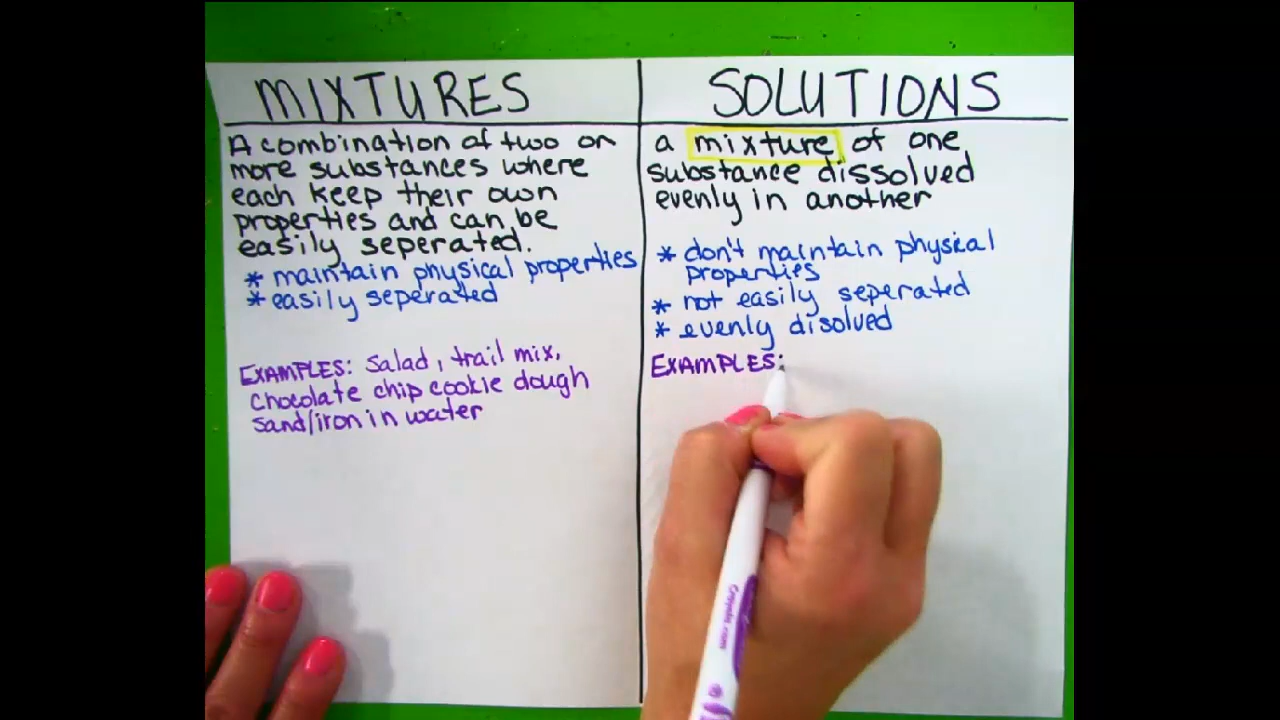 MIXTURES
A combination of two or
more substances where
each keep their own
properties and can be
easily seperated.
* maintain physical properties
* easily seperated
EXAMPLES: Salad, trail mix,
chocolate chip cookie dough
sand/iron in water
SOLUTIONS
a mixture of one
substance dissolved
evenly in another
* don't maintain physical
properties
* not easily seperated
* evenly disolved
EXAMPLES:
Crayola.com